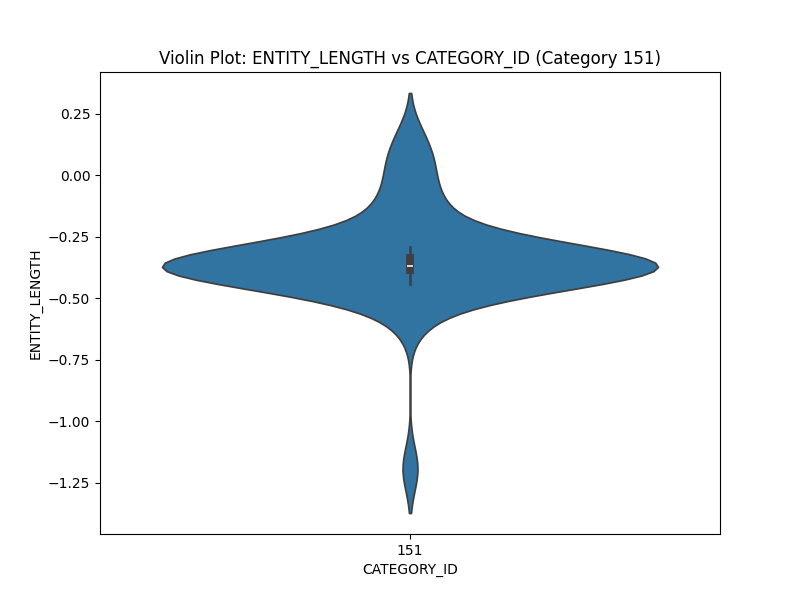 Violin Plot: ENTITY_LENGTH vs CATEGORY_ID (Category 151)
0.25
0.00
−0.25
−0.50
−0.75
−1.00
−1.25
ENTITY_LENGTH
151
CATEGORY_ID